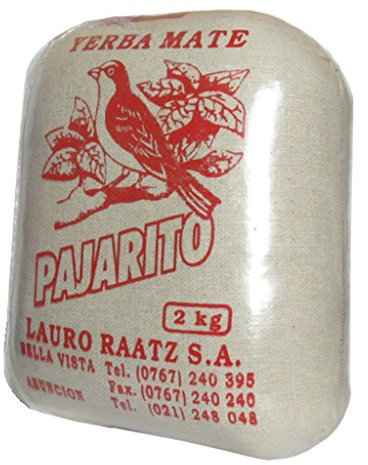 YERBA MATE
PAJARITO
2 kg
LAURO RAATZ S.A.
BELLA VISTA Tel. (0767) 240 395
Fax. (0767) 240 240
ASUNCION Tel. (021) 248 048